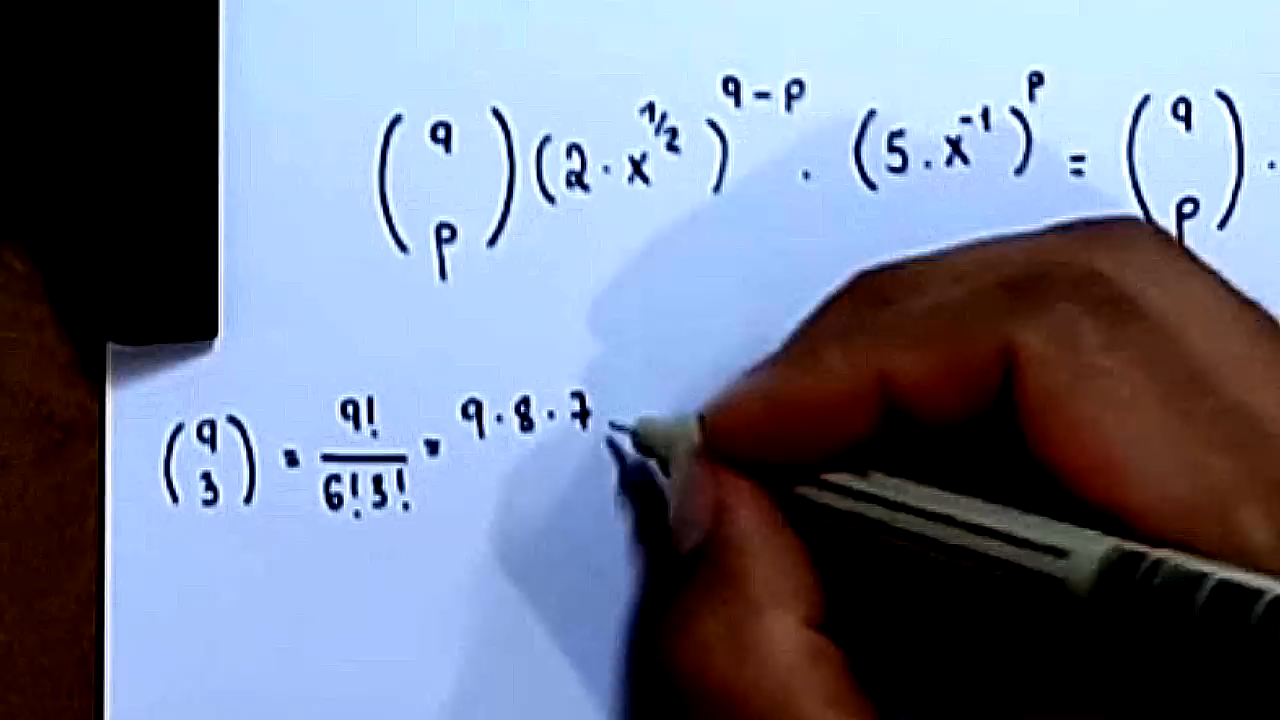 (9 p) (2 · x^1/2)^9-p · (5 . x^-1)^p = (9 p) ·
(9 3) = 9! / 6! 3! = 9 · 8 · 7